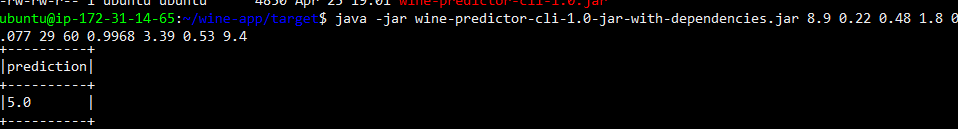 -rw-rw-r-- 1 ubuntu ubuntu 4850 Apr 25 19:01 wine-predictor-cli-1.0.jar
ubuntu@ip-172-31-14-65:~/wine-app/target$ java -jar wine-predictor-cli-1.0-jar-with-dependencies.jar 8.9 0.22 0.48 1.8 0
.077 29 60 0.9968 3.39 0.53 9.4
+----------+
|prediction|
+----------+
|5.0       |
+----------+